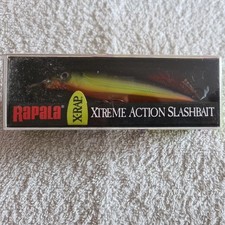 RAPALA®
X-RAP
XTREME ACTION SLASHBAIT